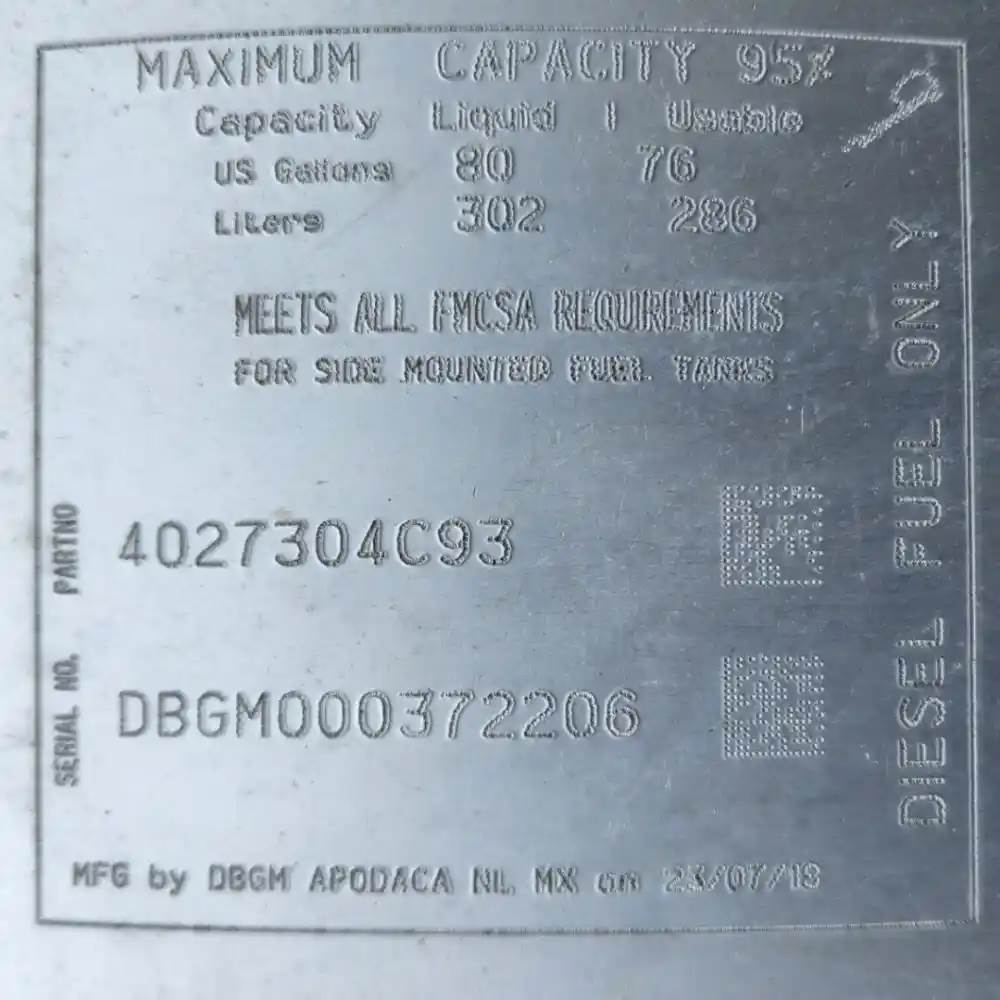 MAXIMUM CAPACITY 95%
Capacity Liquid | Usable
US Gallons 80 76
Liters 302 286
MEETS ALL FMCSA REQUIREMENTS
FOR SIDE MOUNTED FUEL TANKS
PARTNO 4027304C93
SERIAL NO. DBGM000372206
MFG by DBGM APODACA NL MX on 23/07/18
DIESEL FUEL ONLY